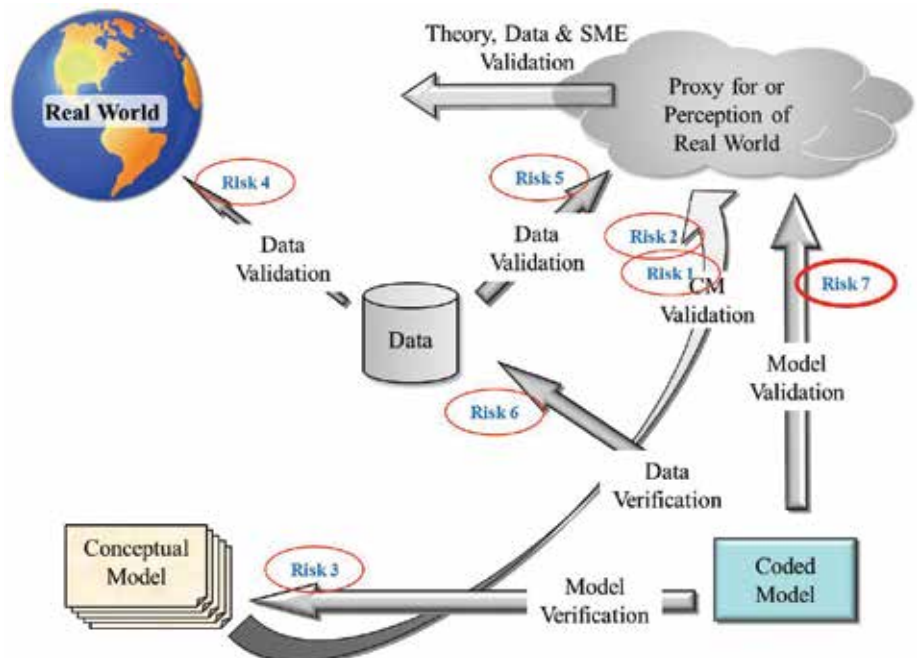 Theory, Data & SME
Validation
Proxy for or
Perception of
Real World
Real World
Risk 4
Risk 5
Data
Validation
Data
Validation
Risk 2
Risk 1
CM
Validation
Risk 7
Data
Model
Validation
Risk 6
Data
Verification
Conceptual
Model
Risk 3
Model
Verification
Coded
Model